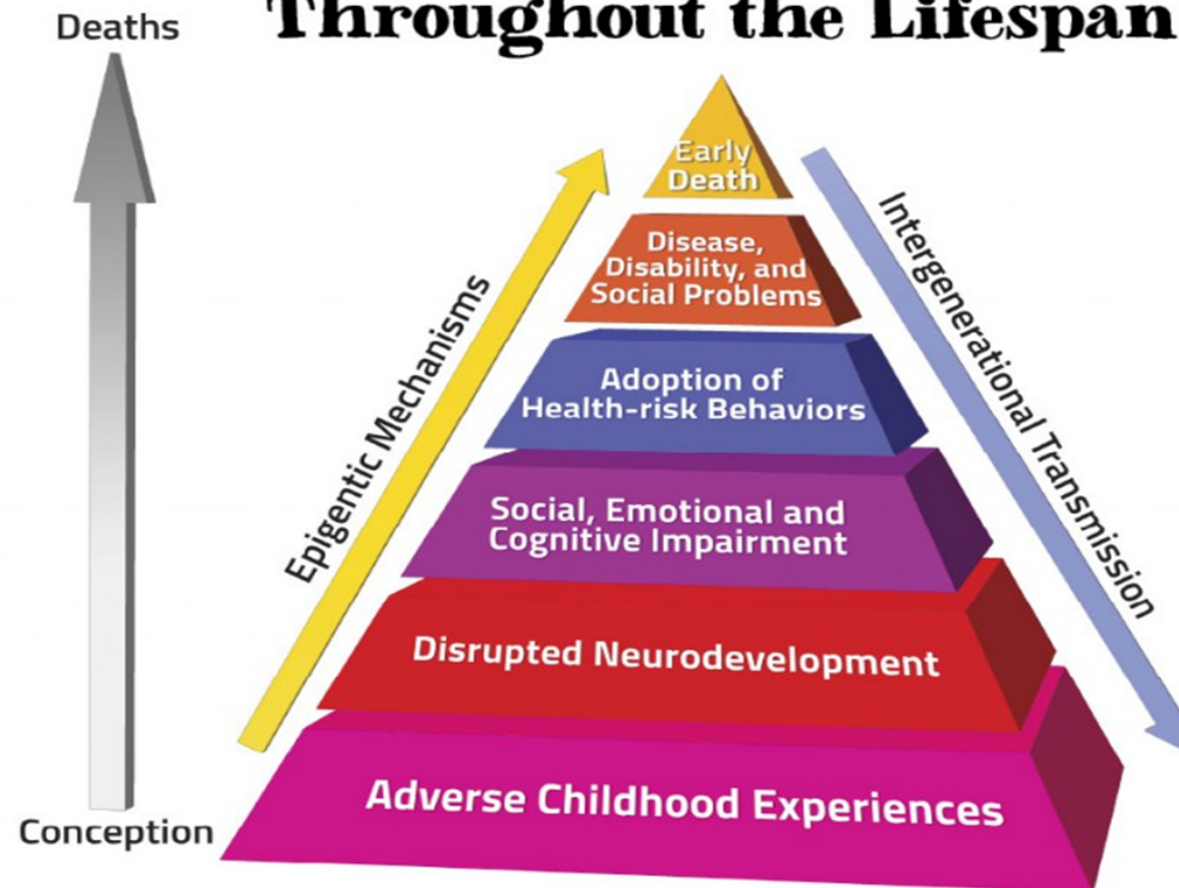 Throughout the Lifespan
Deaths
Early
Death
Disease,
Disability, and
Social Problems
Adoption of
Health-risk Behaviors
Social, Emotional and
Cognitive Impairment
Disrupted Neurodevelopment
Adverse Childhood Experiences
Epigentic Mechanisms
Intergenerational Transmission
Conception